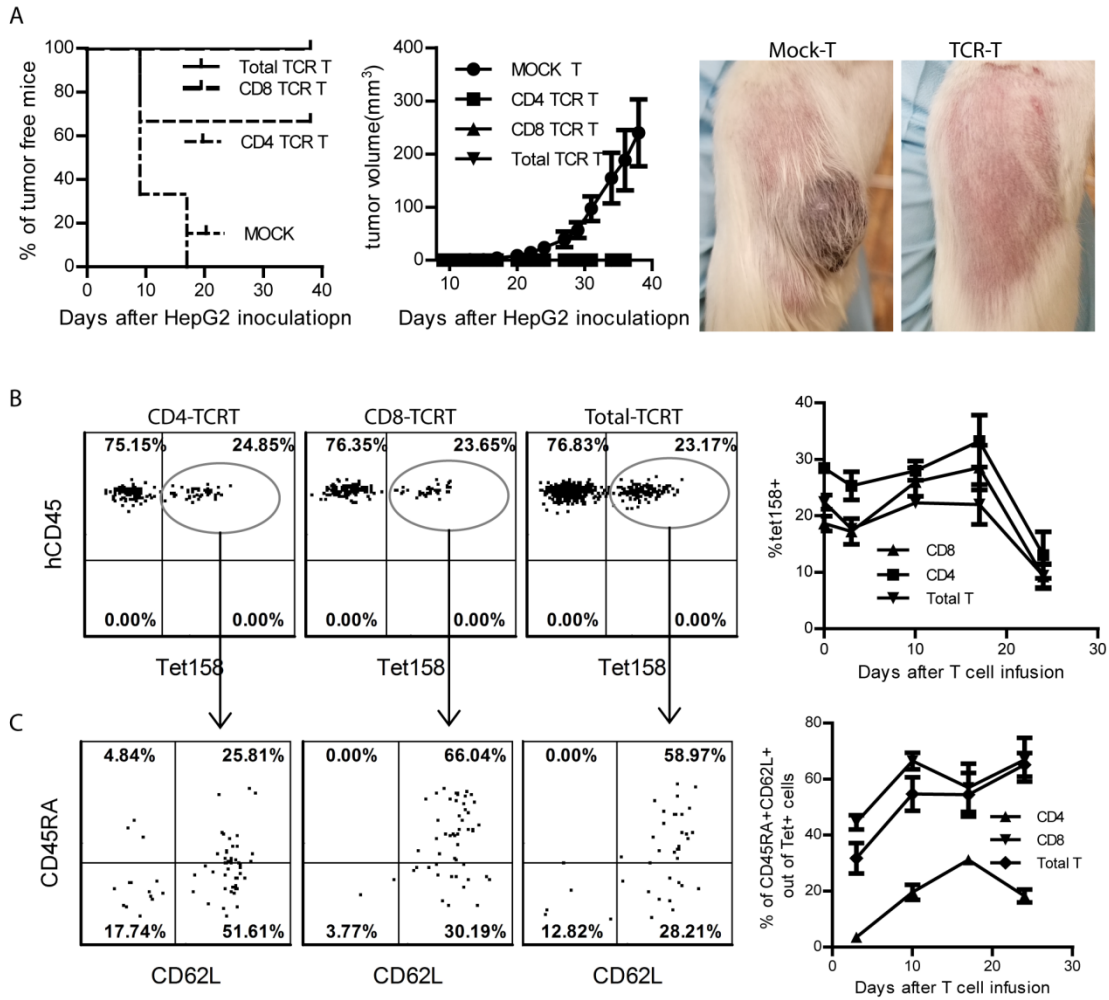 A
% of tumor free mice
100
80
60
40
20
0
Total TCR T
CD8 TCR T
CD4 TCR T
MOCK
0 10 20 30 40
Days after HepG2 inoculatiopn
tumor volume(mm3)
400
300
200
100
0
MOCK T
CD4 TCR T
CD8 TCR T
Total TCR T
10 20 30 40
Days after HepG2 inoculatiopn
Mock-T
TCR-T
B
CD4-TCRT
CD8-TCRT
Total-TCRT
hCD45
75.15% 24.85%
0.00% 0.00%
76.35% 23.65%
0.00% 0.00%
76.83% 23.17%
0.00% 0.00%
Tet158
Tet158
Tet158
%tet158+
40
30
20
10
0
CD8
CD4
Total T
0 10 20 30
Days after T cell infusion
C
CD45RA
4.84% 25.81%
17.74% 51.61%
0.00% 66.04%
3.77% 30.19%
0.00% 58.97%
12.82% 28.21%
CD62L
CD62L
CD62L
% of CD45RA+CD62L+
out of Tet+ cells
80
60
40
20
0
CD4
CD8
Total T
0 10 20 30
Days after T cell infusion